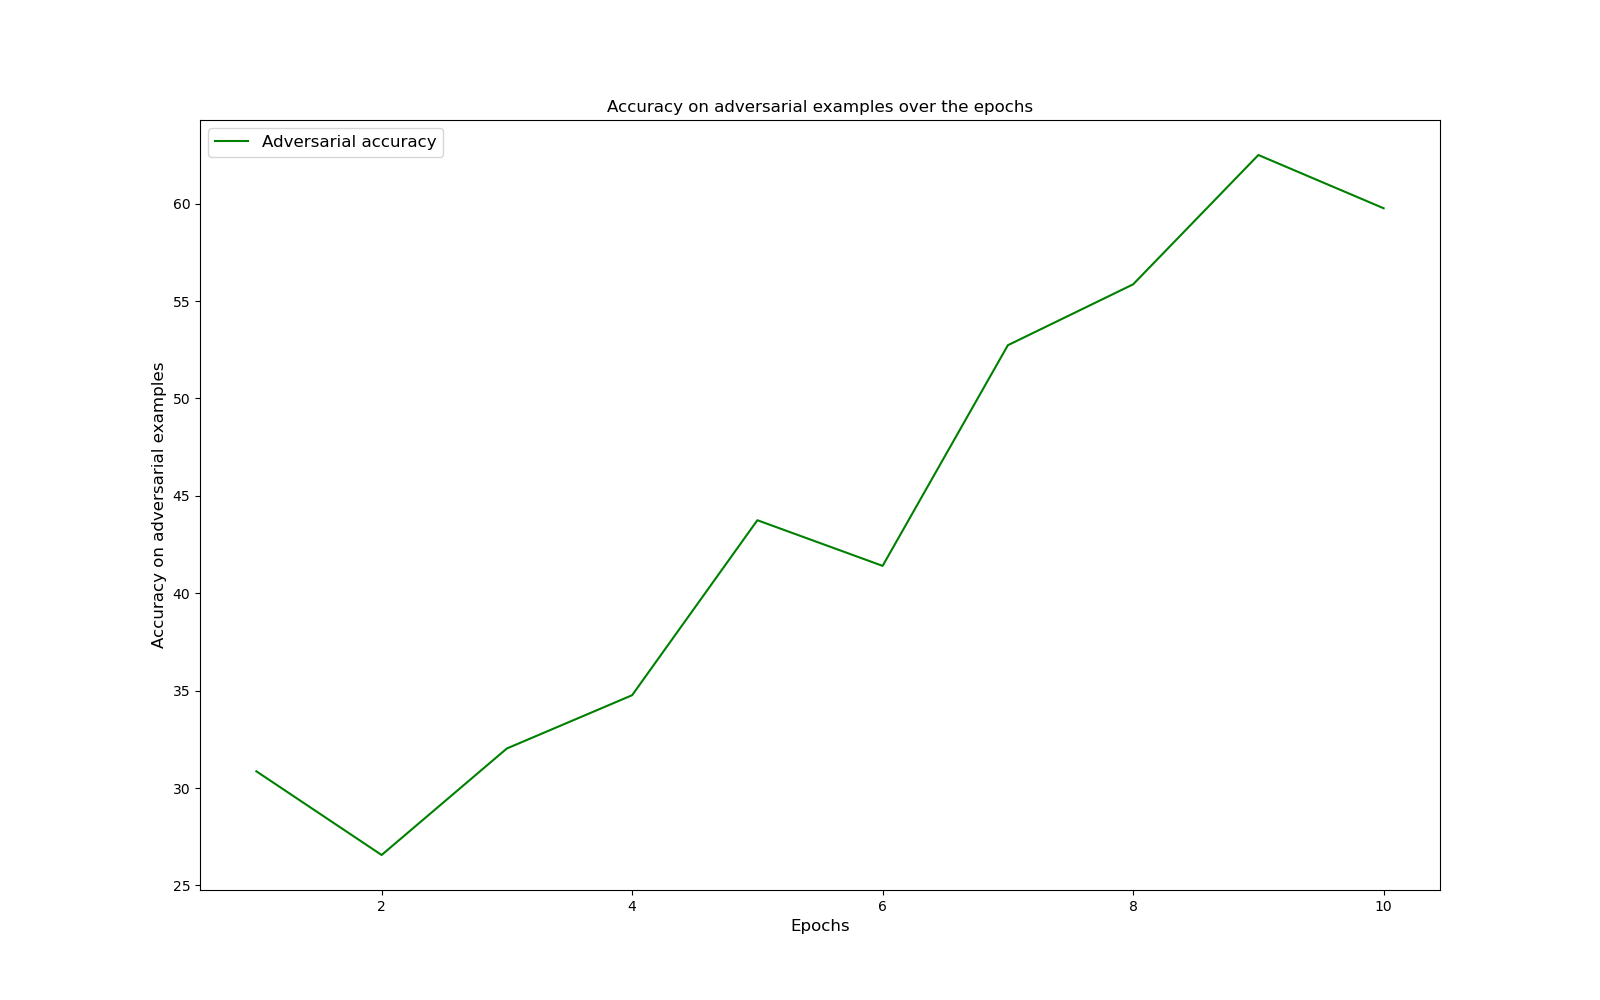 Accuracy on adversarial examples over the epochs
Adversarial accuracy
Accuracy on adversarial examples
60
55
50
45
40
35
30
25
2 4 6 8 10
Epochs